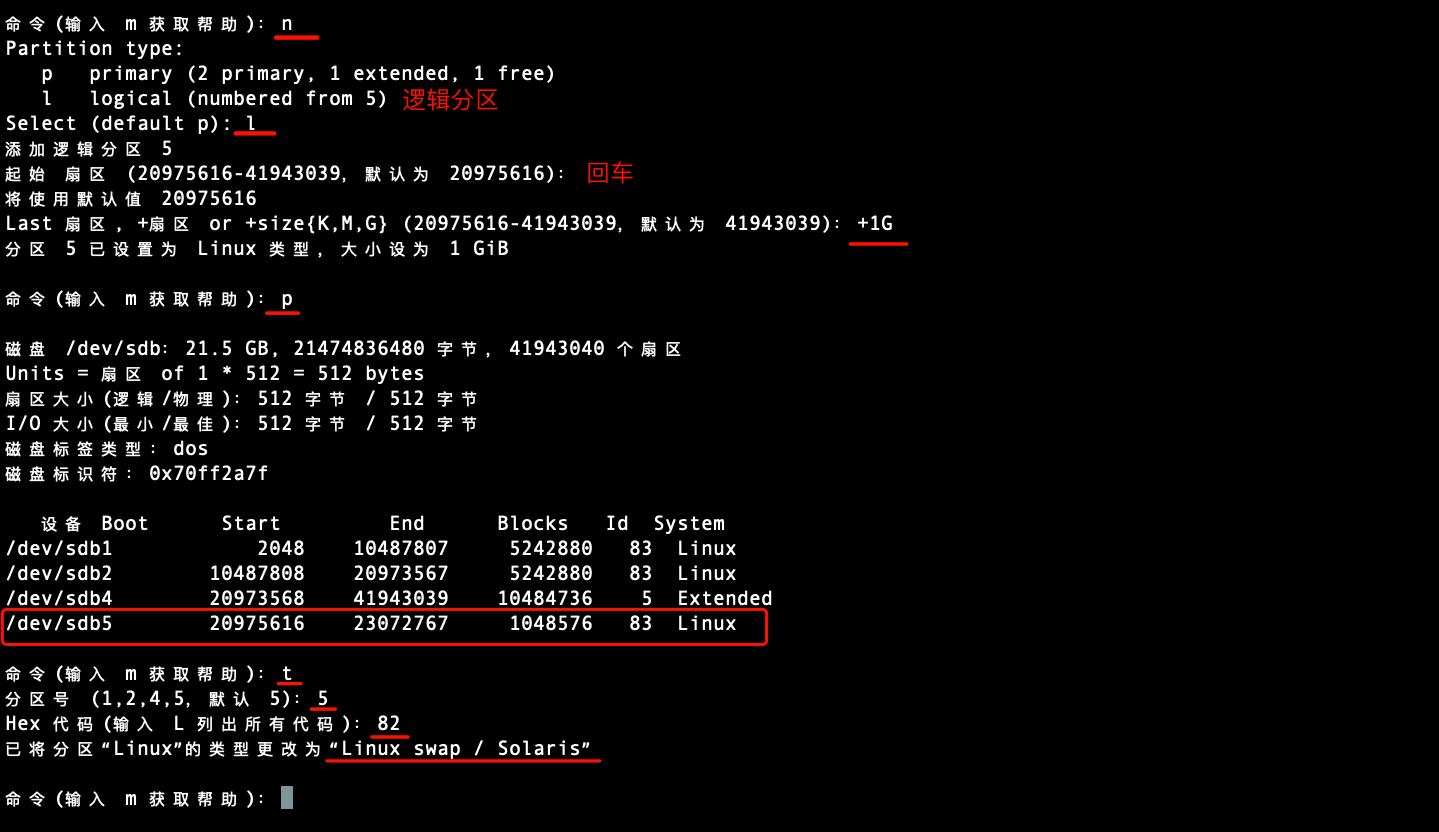 命令(输入 m 获取帮助)：n
Partition type:
   p   primary (2 primary, 1 extended, 1 free)
   l   logical (numbered from 5) 逻辑分区
Select (default p): l
添加逻辑分区 5
起始 扇区 (20975616-41943039，默认为 20975616)： 回车
将使用默认值 20975616
Last 扇区, +扇区 or +size{K,M,G} (20975616-41943039，默认为 41943039)：+1G
分区 5 已设置为 Linux 类型，大小设为 1 GiB
命令(输入 m 获取帮助)：p
磁盘 /dev/sdb：21.5 GB, 21474836480 字节，41943040 个扇区
Units = 扇区 of 1 * 512 = 512 bytes
扇区大小(逻辑/物理)：512 字节 / 512 字节
I/O 大小(最小/最佳)：512 字节 / 512 字节
磁盘标签类型：dos
磁盘标识符：0x70ff2a7f
   设备 Boot      Start         End      Blocks   Id  System
/dev/sdb1            2048    10487807     5242880   83  Linux
/dev/sdb2        10487808    20973567     5242880   83  Linux
/dev/sdb4        20973568    41943039    10484736    5  Extended
/dev/sdb5        20975616    23072767     1048576   83  Linux
命令(输入 m 获取帮助)：t
分区号 (1,2,4,5，默认 5)：5
Hex 代码(输入 L 列出所有代码)：82
已将分区“Linux”的类型更改为“Linux swap / Solaris”
命令(输入 m 获取帮助)：